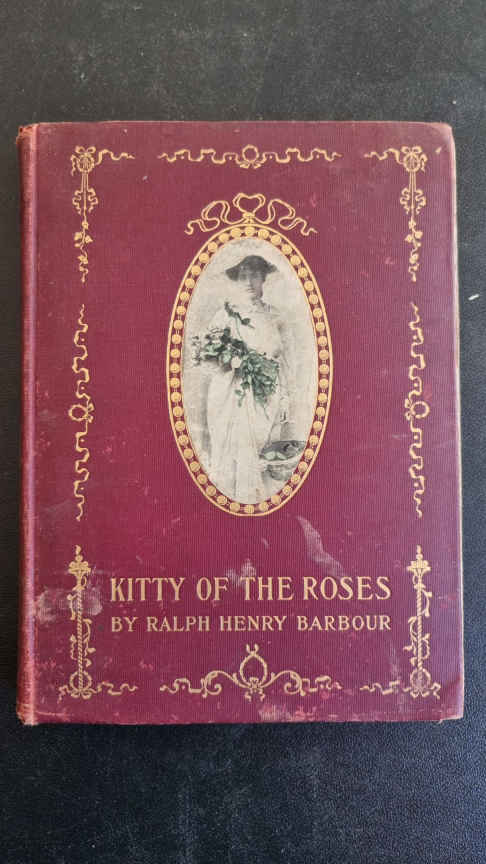 KITTY OF THE ROSES
BY RALPH HENRY BARBOUR